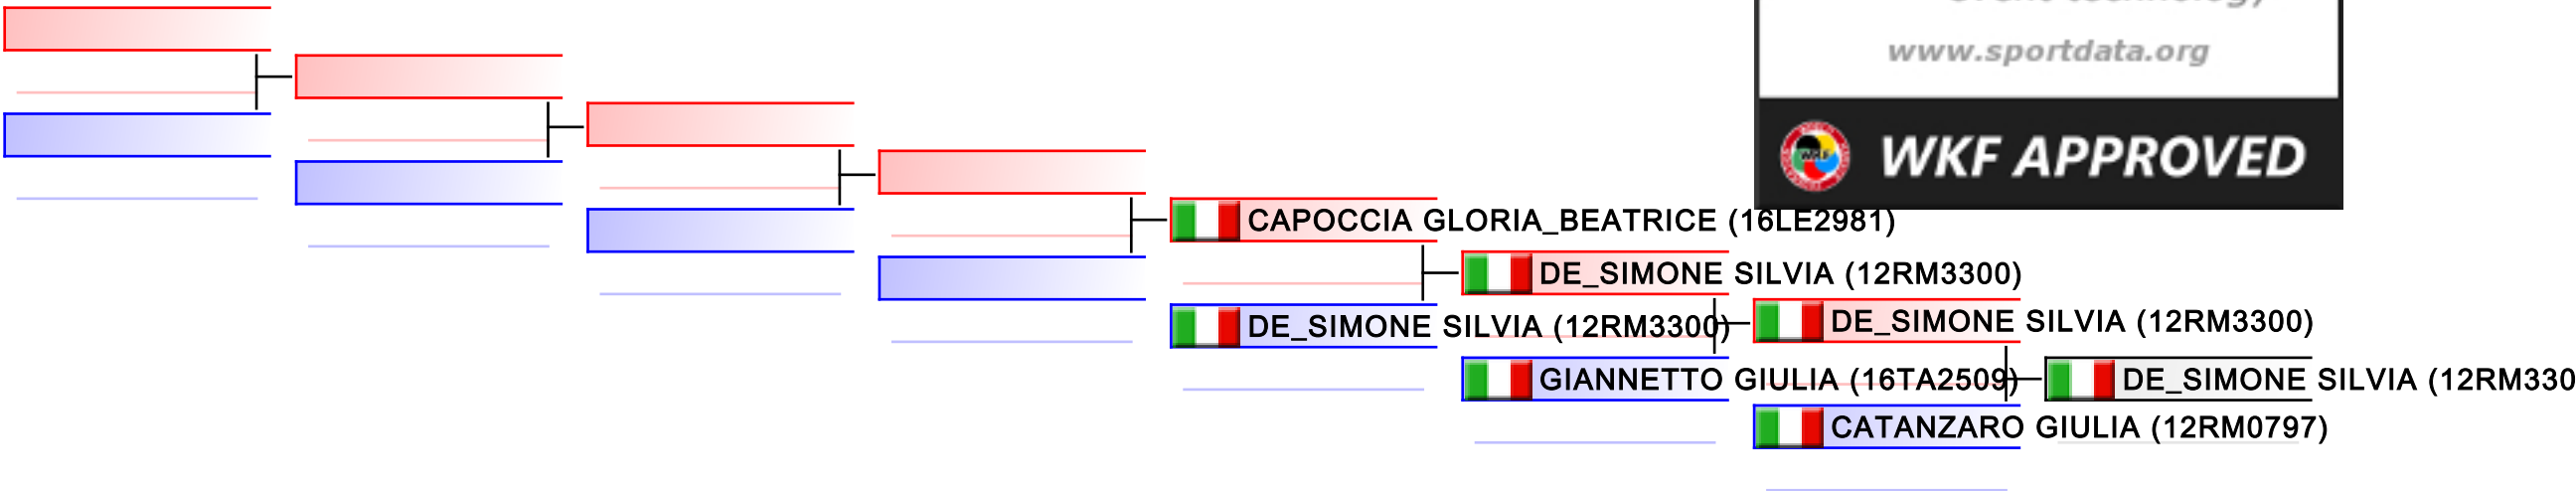 www.sportdata.org
WKF APPROVED
CAPOCCIA GLORIA_BEATRICE (16LE2981)
DE_SIMONE SILVIA (12RM3300)
DE_SIMONE SILVIA (12RM3300)
DE_SIMONE SILVIA (12RM3300)
GIANNETTO GIULIA (16TA2509)
DE_SIMONE SILVIA (12RM330
CATANZARO GIULIA (12RM0797)